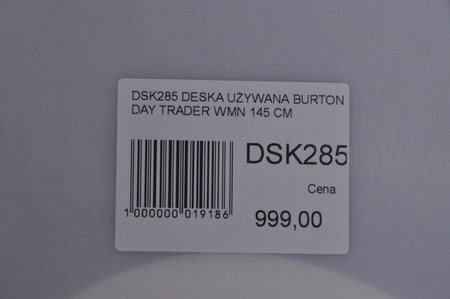 DSK285 DESKA UŻYWANA BURTON
DAY TRADER WMN 145 CM
DSK285
Cena
1 000000 019186
999,00